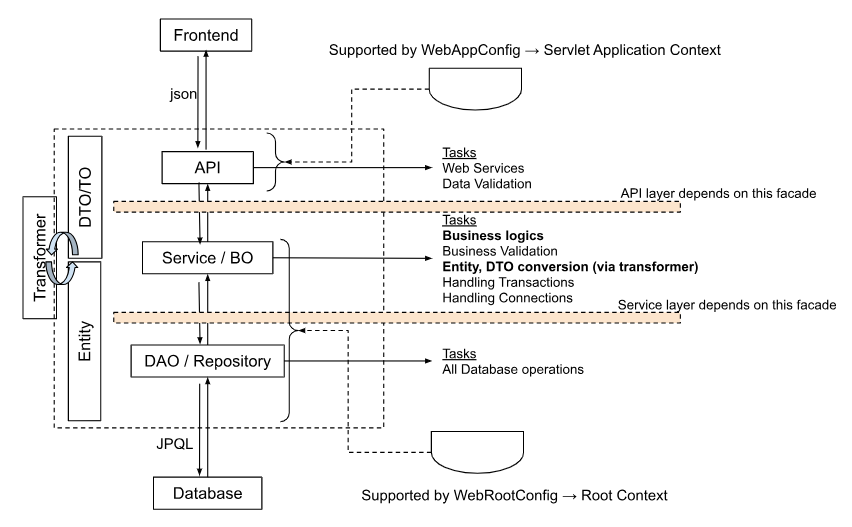 Frontend
Supported by WebAppConfig → Servlet Application Context
json
API
Tasks
Web Services
Data Validation
DTO/TO
API layer depends on this facade
Transformer
Tasks
Business logics
Service / BO
Business Validation
Entity, DTO conversion (via transformer)
Handling Transactions
Handling Connections
Service layer depends on this facade
Entity
DAO / Repository
Tasks
All Database operations
JPQL
Database
Supported by WebRootConfig → Root Context